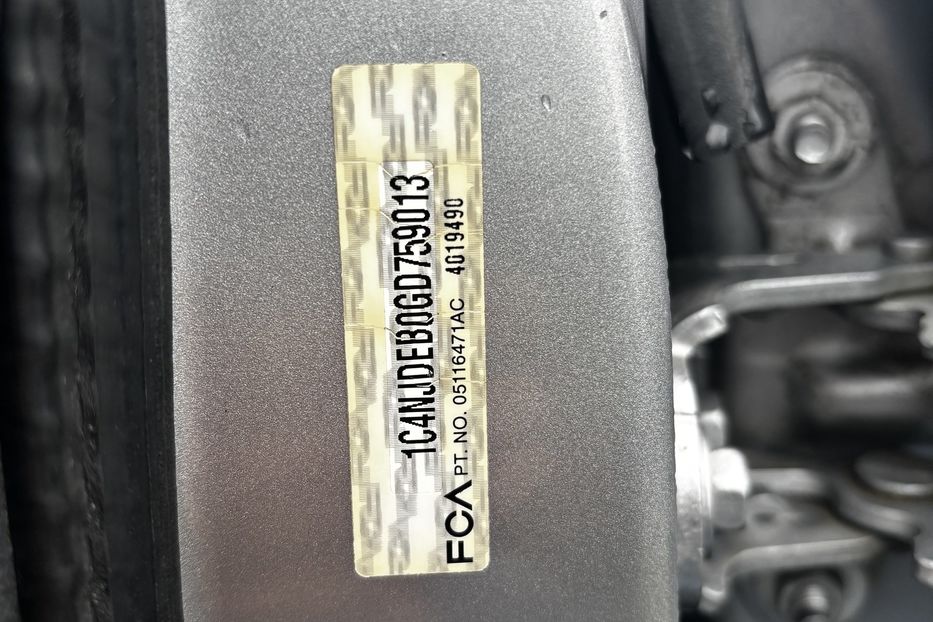 1C4NJDEB0GD759013
FCA PT. NO. 05116471AC 4019490